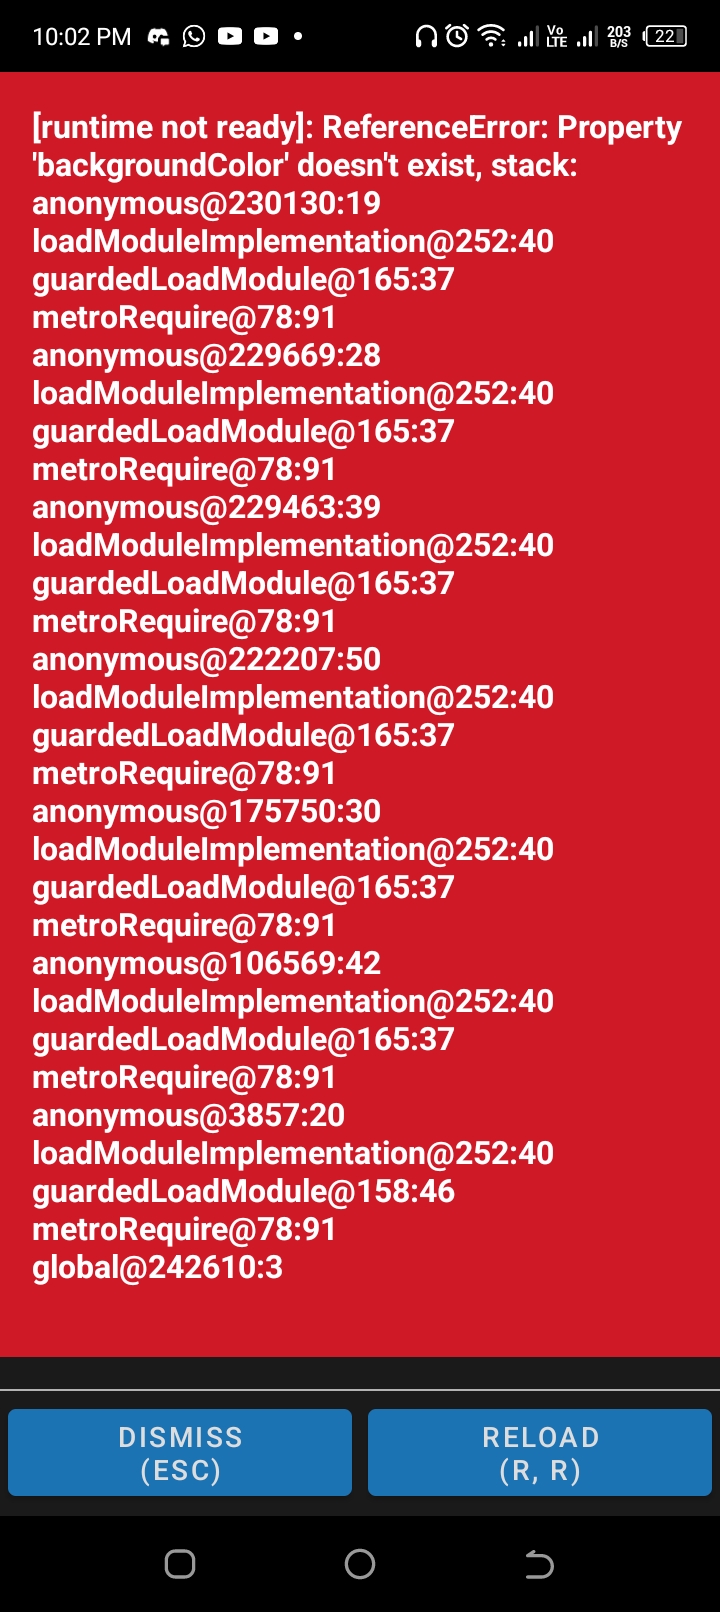 10:02 PM
Vo
LTE
203
B/S
22
[runtime not ready]: ReferenceError: Property
'backgroundColor' doesn't exist, stack:
anonymous@230130:19
loadModuleImplementation@252:40
guardedLoadModule@165:37
metroRequire@78:91
anonymous@229669:28
loadModuleImplementation@252:40
guardedLoadModule@165:37
metroRequire@78:91
anonymous@229463:39
loadModuleImplementation@252:40
guardedLoadModule@165:37
metroRequire@78:91
anonymous@222207:50
loadModuleImplementation@252:40
guardedLoadModule@165:37
metroRequire@78:91
anonymous@175750:30
loadModuleImplementation@252:40
guardedLoadModule@165:37
metroRequire@78:91
anonymous@106569:42
loadModuleImplementation@252:40
guardedLoadModule@165:37
metroRequire@78:91
anonymous@3857:20
loadModuleImplementation@252:40
guardedLoadModule@158:46
metroRequire@78:91
global@242610:3
DISMISS
(ESC)
RELOAD
(R, R)